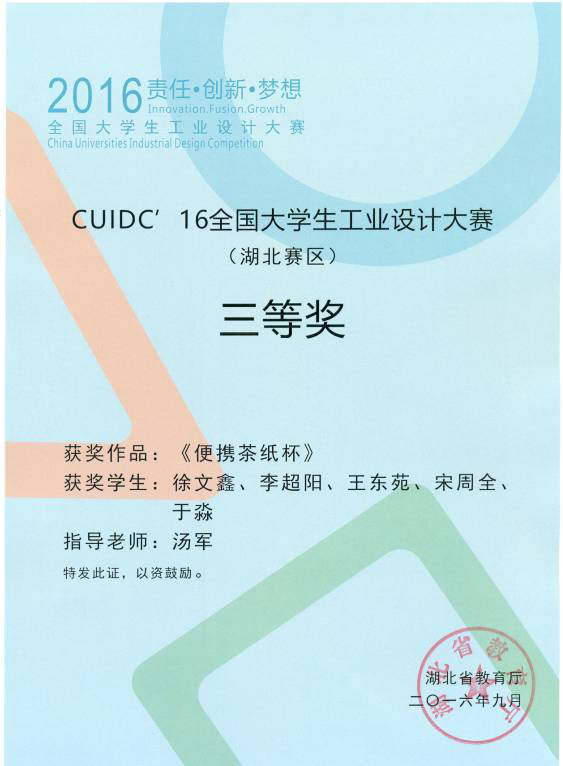 2016责任·创新·梦想
Innovation.Fusion.Growth
全国大学生工业设计大赛
China Universities Industrial Design Competition
CUIDC’16全国大学生工业设计大赛
（湖北赛区）
三等奖
获奖作品：《便携茶纸杯》
获奖学生：徐文鑫、李超阳、王东苑、宋周全、
于淼
指导老师：汤军
特发此证，以资鼓励。
湖北省教育厅
二〇一六年九月
湖北省教育厅